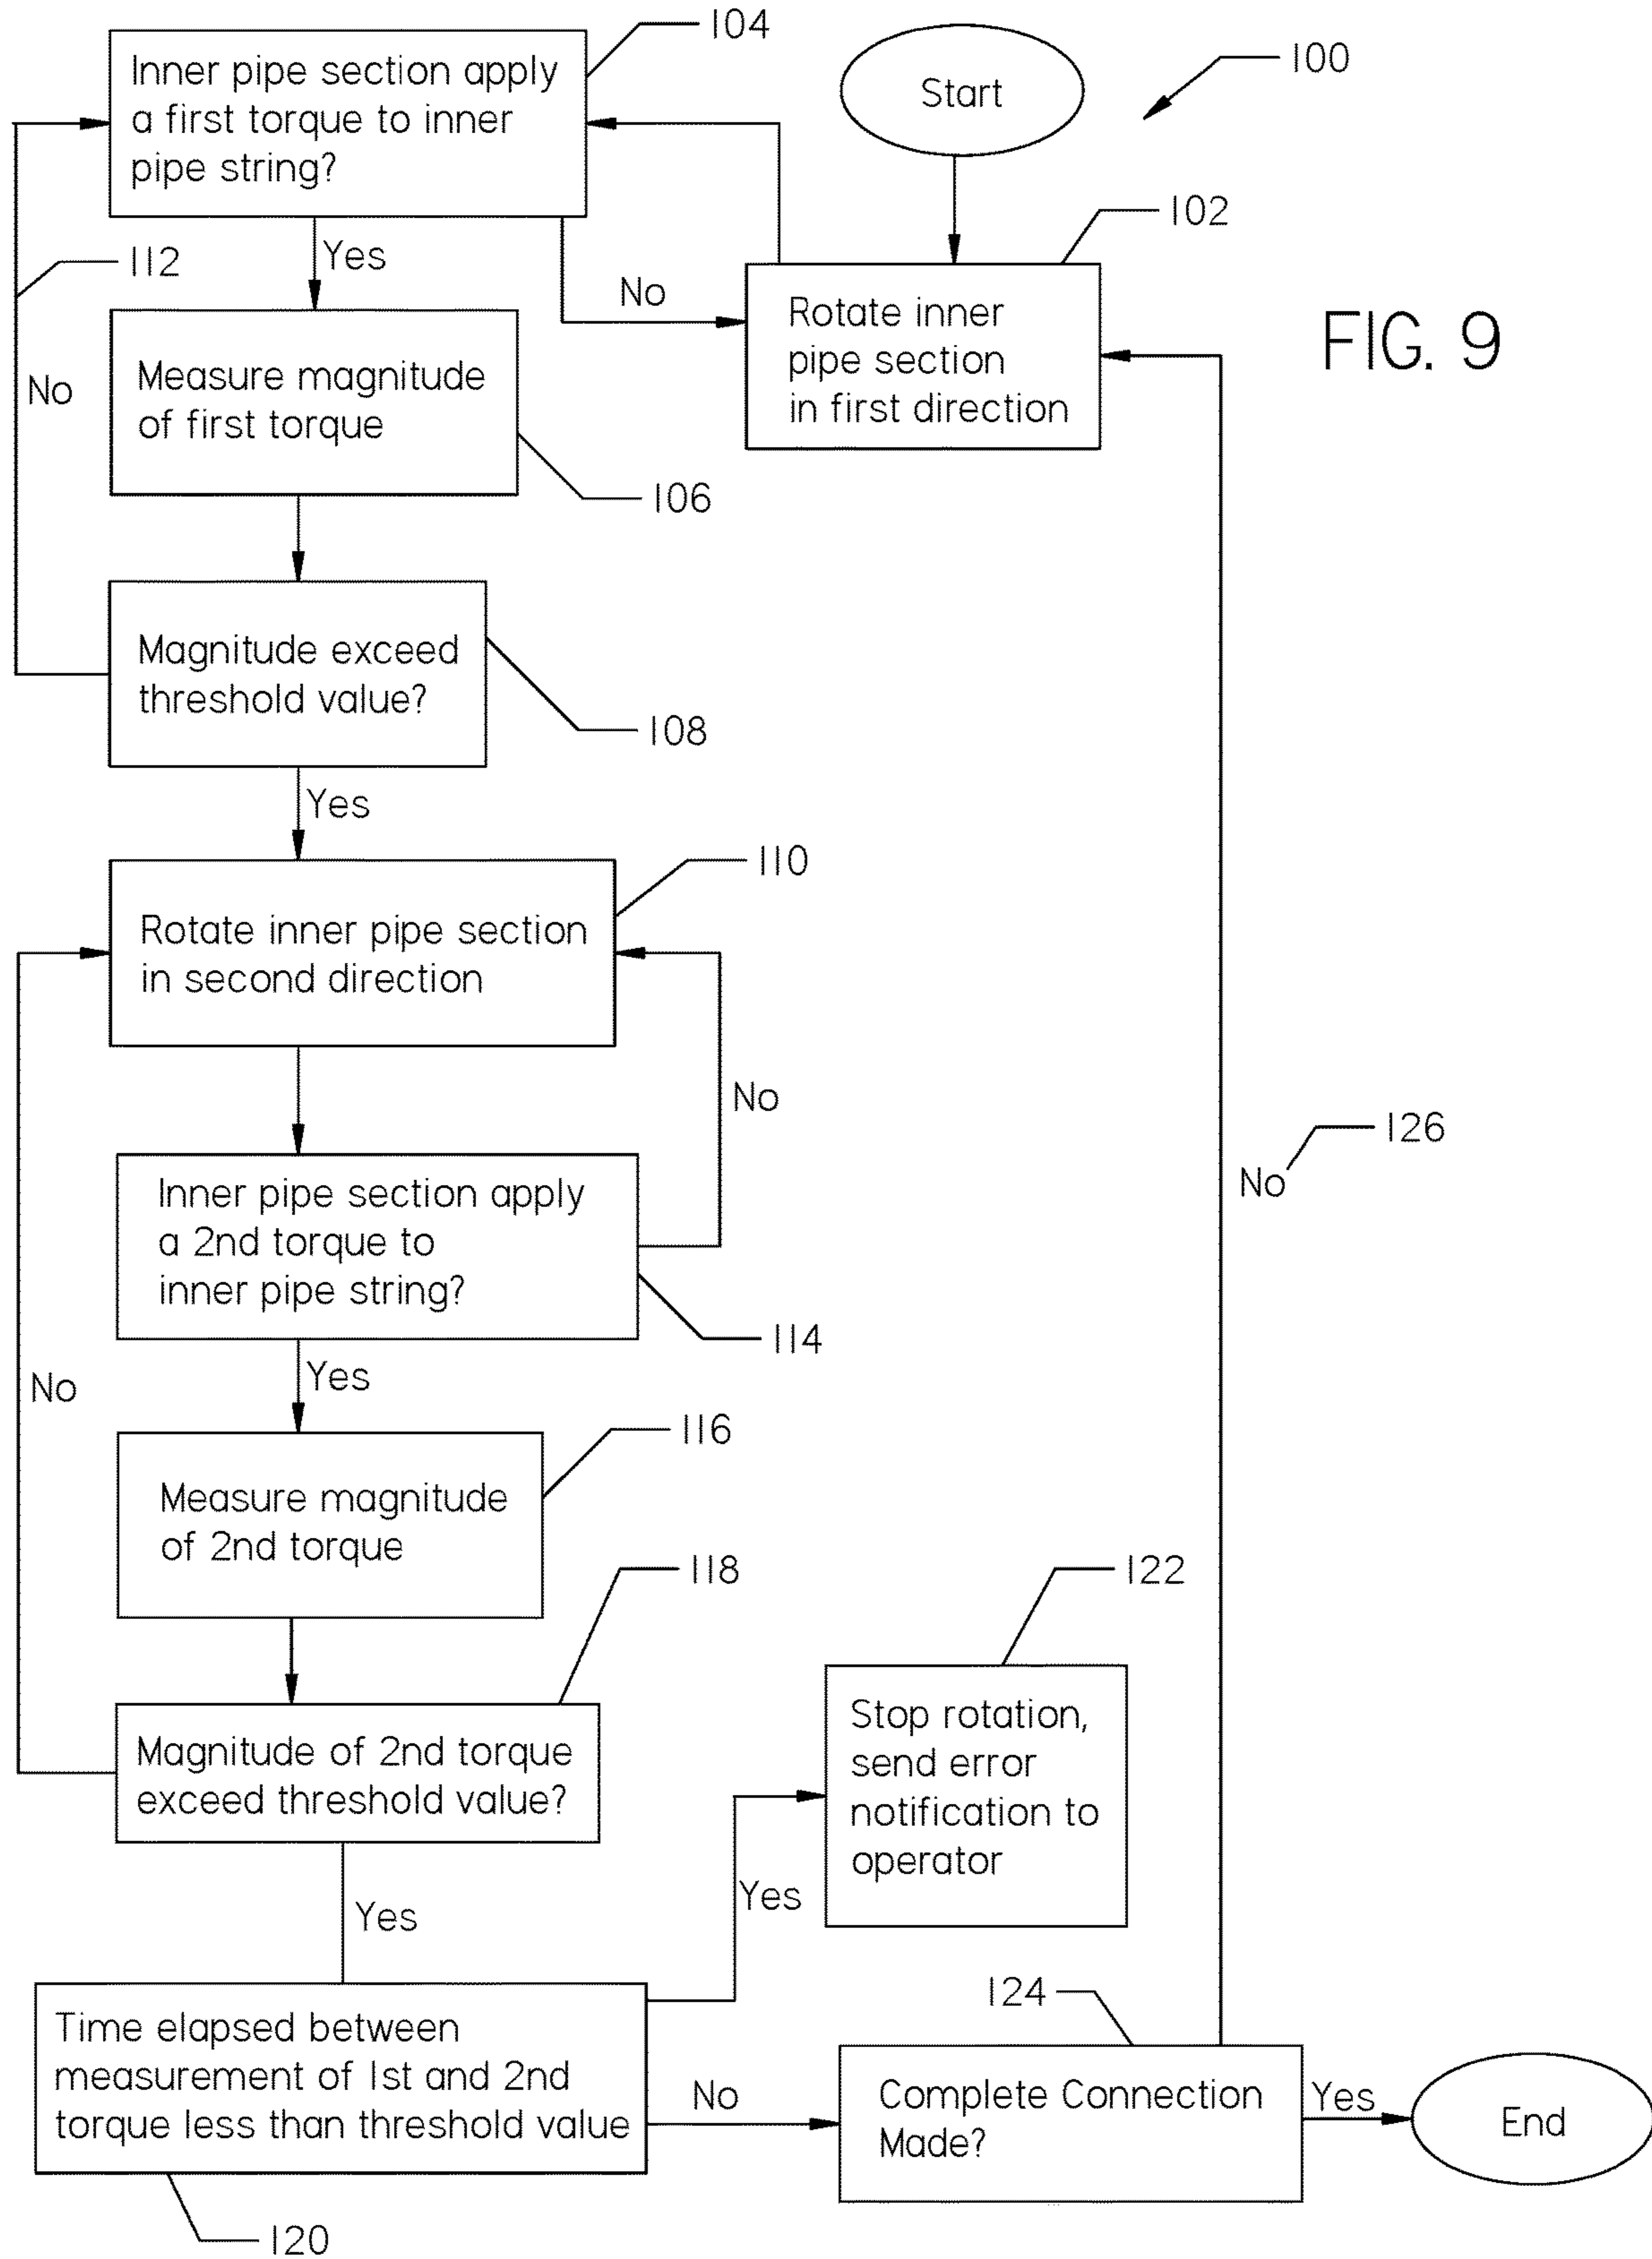 104
Inner pipe section apply
a first torque to inner
pipe string?
Start
100
102
112
Yes
No
Rotate inner
pipe section
in first direction
FIG. 9
Measure magnitude
of first torque
No
106
Magnitude exceed
threshold value?
108
Yes
110
Rotate inner pipe section
in second direction
No
126
No
Inner pipe section apply
a 2nd torque to
inner pipe string?
114
Yes
No
116
Measure magnitude
of 2nd torque
118
122
Magnitude of 2nd torque
exceed threshold value?
Stop rotation,
send error
notification to
operator
Yes
Yes
124
Time elapsed between
measurement of 1st and 2nd
torque less than threshold value
No
Complete Connection
Made?
Yes
End
120